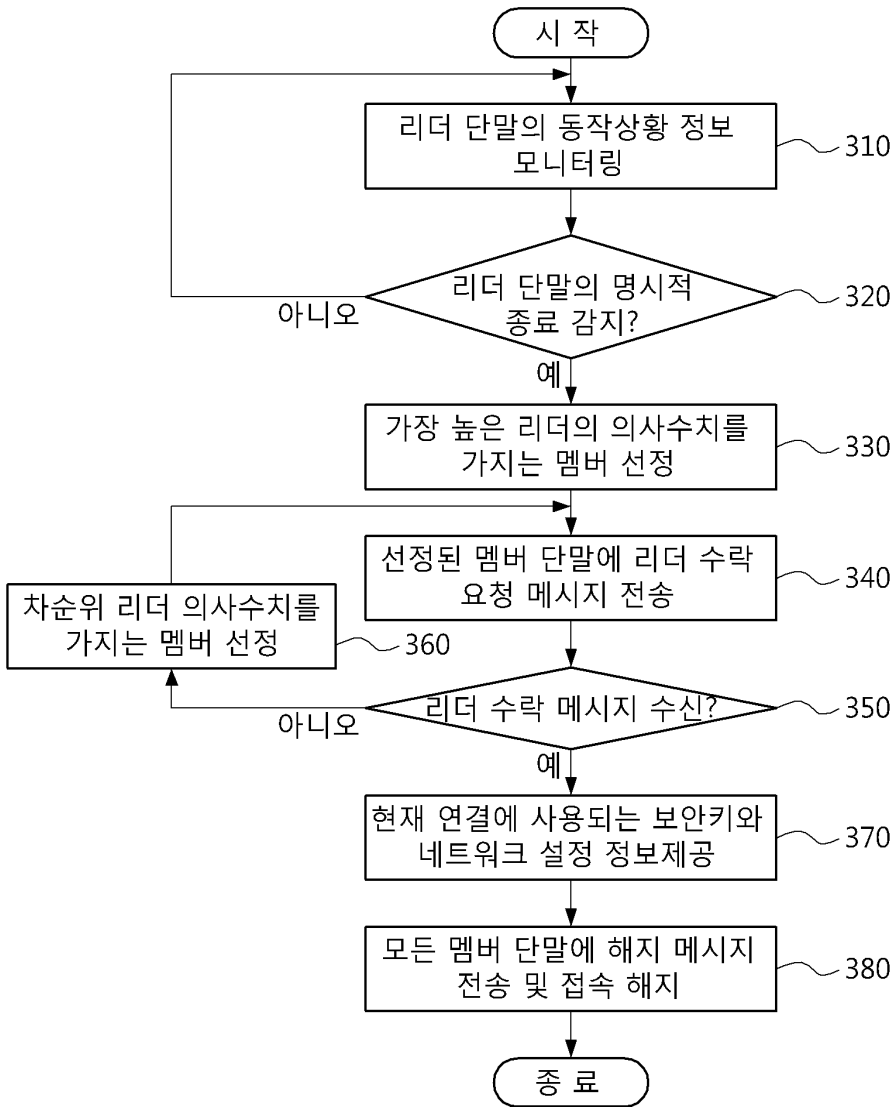 시 작
리더 단말의 동작상황 정보
모니터링
310
리더 단말의 명시적
종료 감지?
320
아니오
예
가장 높은 리더의 의사수치를
가지는 멤버 선정
330
선정된 멤버 단말에 리더 수락
요청 메시지 전송
340
차순위 리더 의사수치를
가지는 멤버 선정
360
리더 수락 메시지 수신?
350
아니오
예
현재 연결에 사용되는 보안키와
네트워크 설정 정보제공
370
모든 멤버 단말에 해지 메시지
전송 및 접속 해지
380
종 료